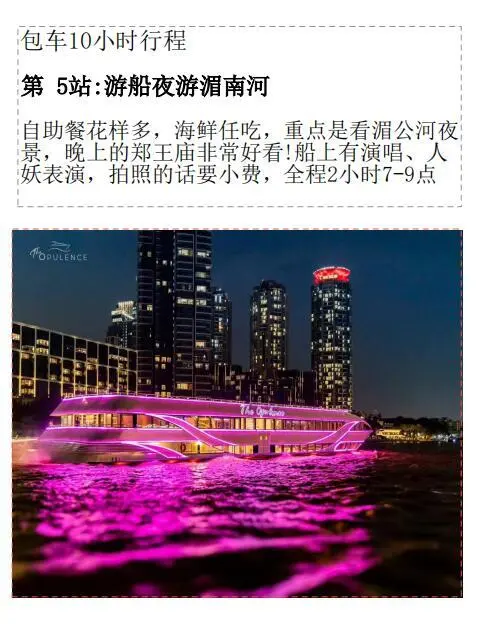 包车10小时行程
第 5站:游船夜游湄南河
自助餐花样多，海鲜任吃，重点是看湄公河夜
景，晚上的郑王庙非常好看!船上有演唱、人
妖表演，拍照的话要小费，全程2小时7-9点
The OPULENCE
The Opulence